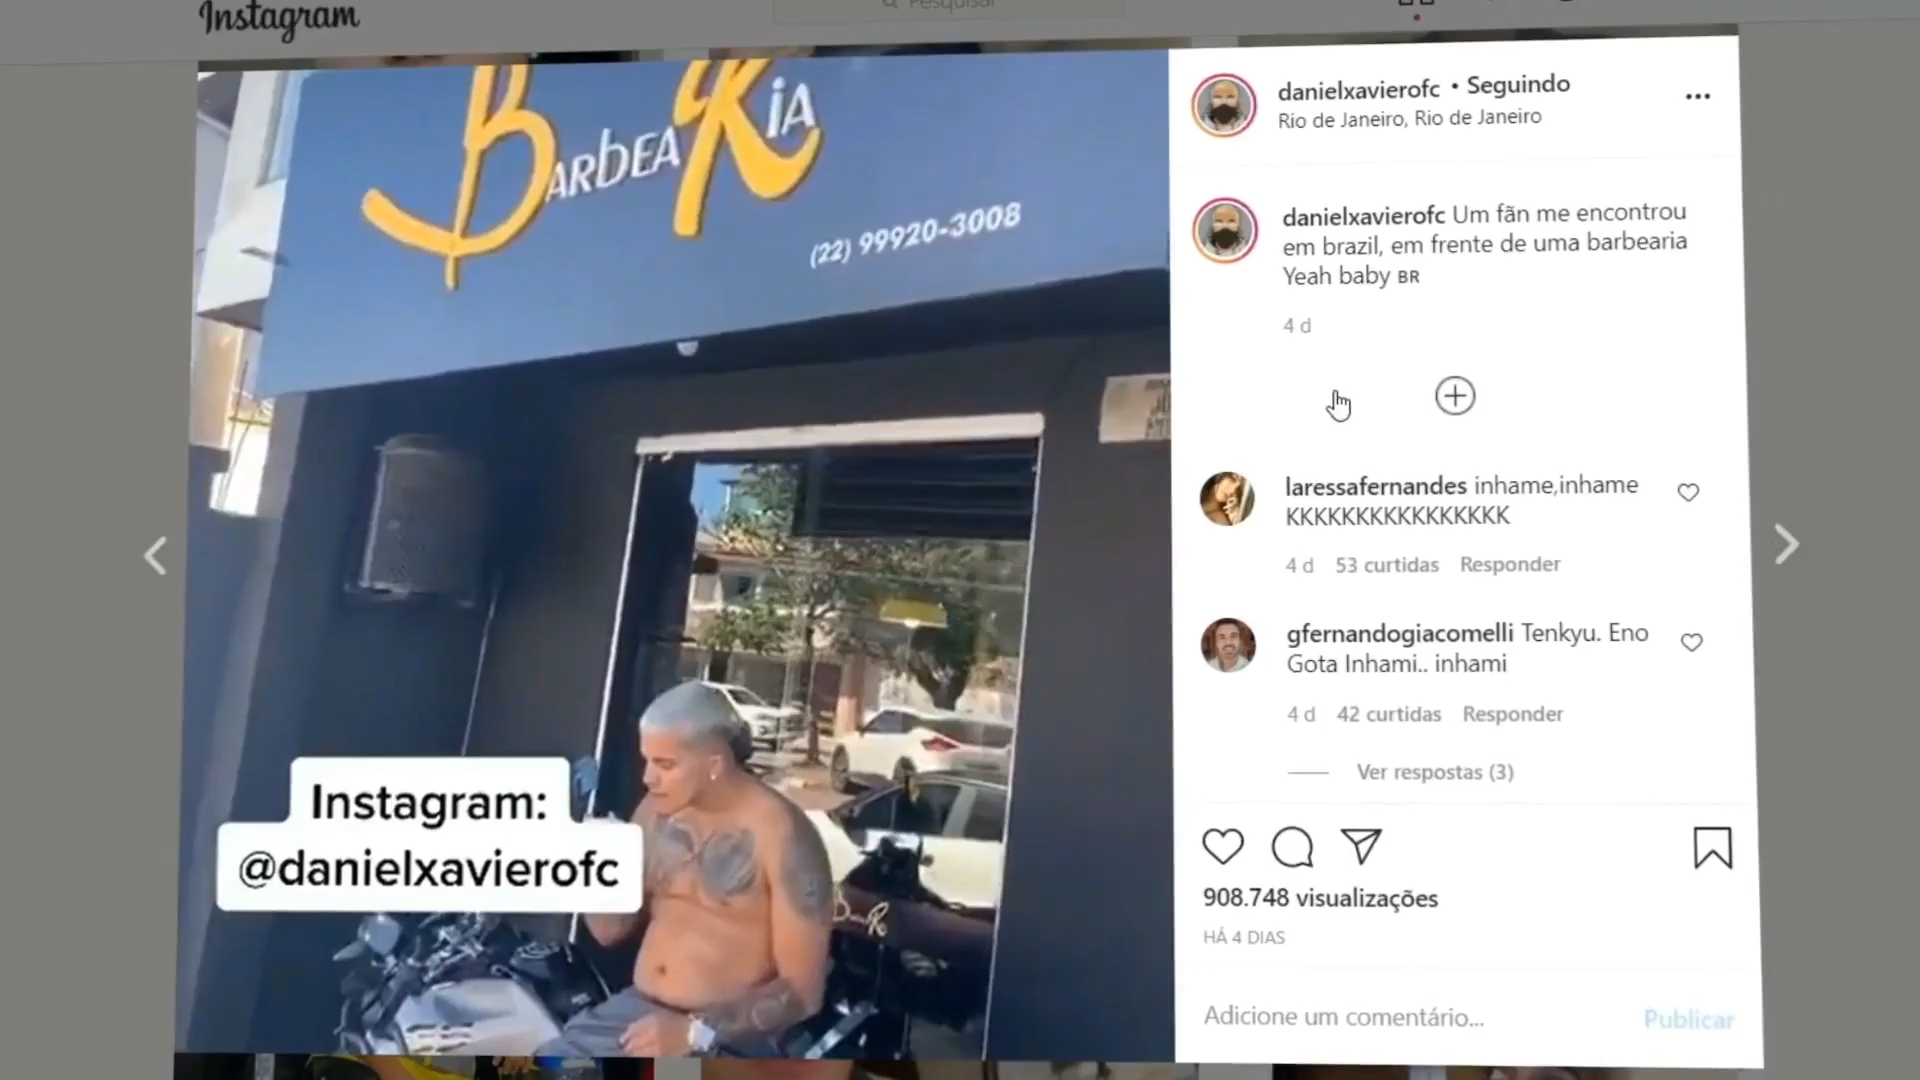 Instagram
Pesquisar
BARBEARIA
(22) 99920-3008
Instagram:
@danielxavierofc
danielxavierofc • Seguindo
Rio de Janeiro, Rio de Janeiro
danielxavierofc Um fãn me encontrou
em brazil, em frente de uma barbearia
Yeah baby BR
4 d
laressafernandes inhame,inhame
KKKKKKKKKKKKKKKK
4 d 53 curtidas Responder
gfernandogiacomelli Tenkyu. Eno
Gota Inhami.. inhami
4 d 42 curtidas Responder
Ver respostas (3)
908.748 visualizações
HÁ 4 DIAS
Adicione um comentário...
Publicar